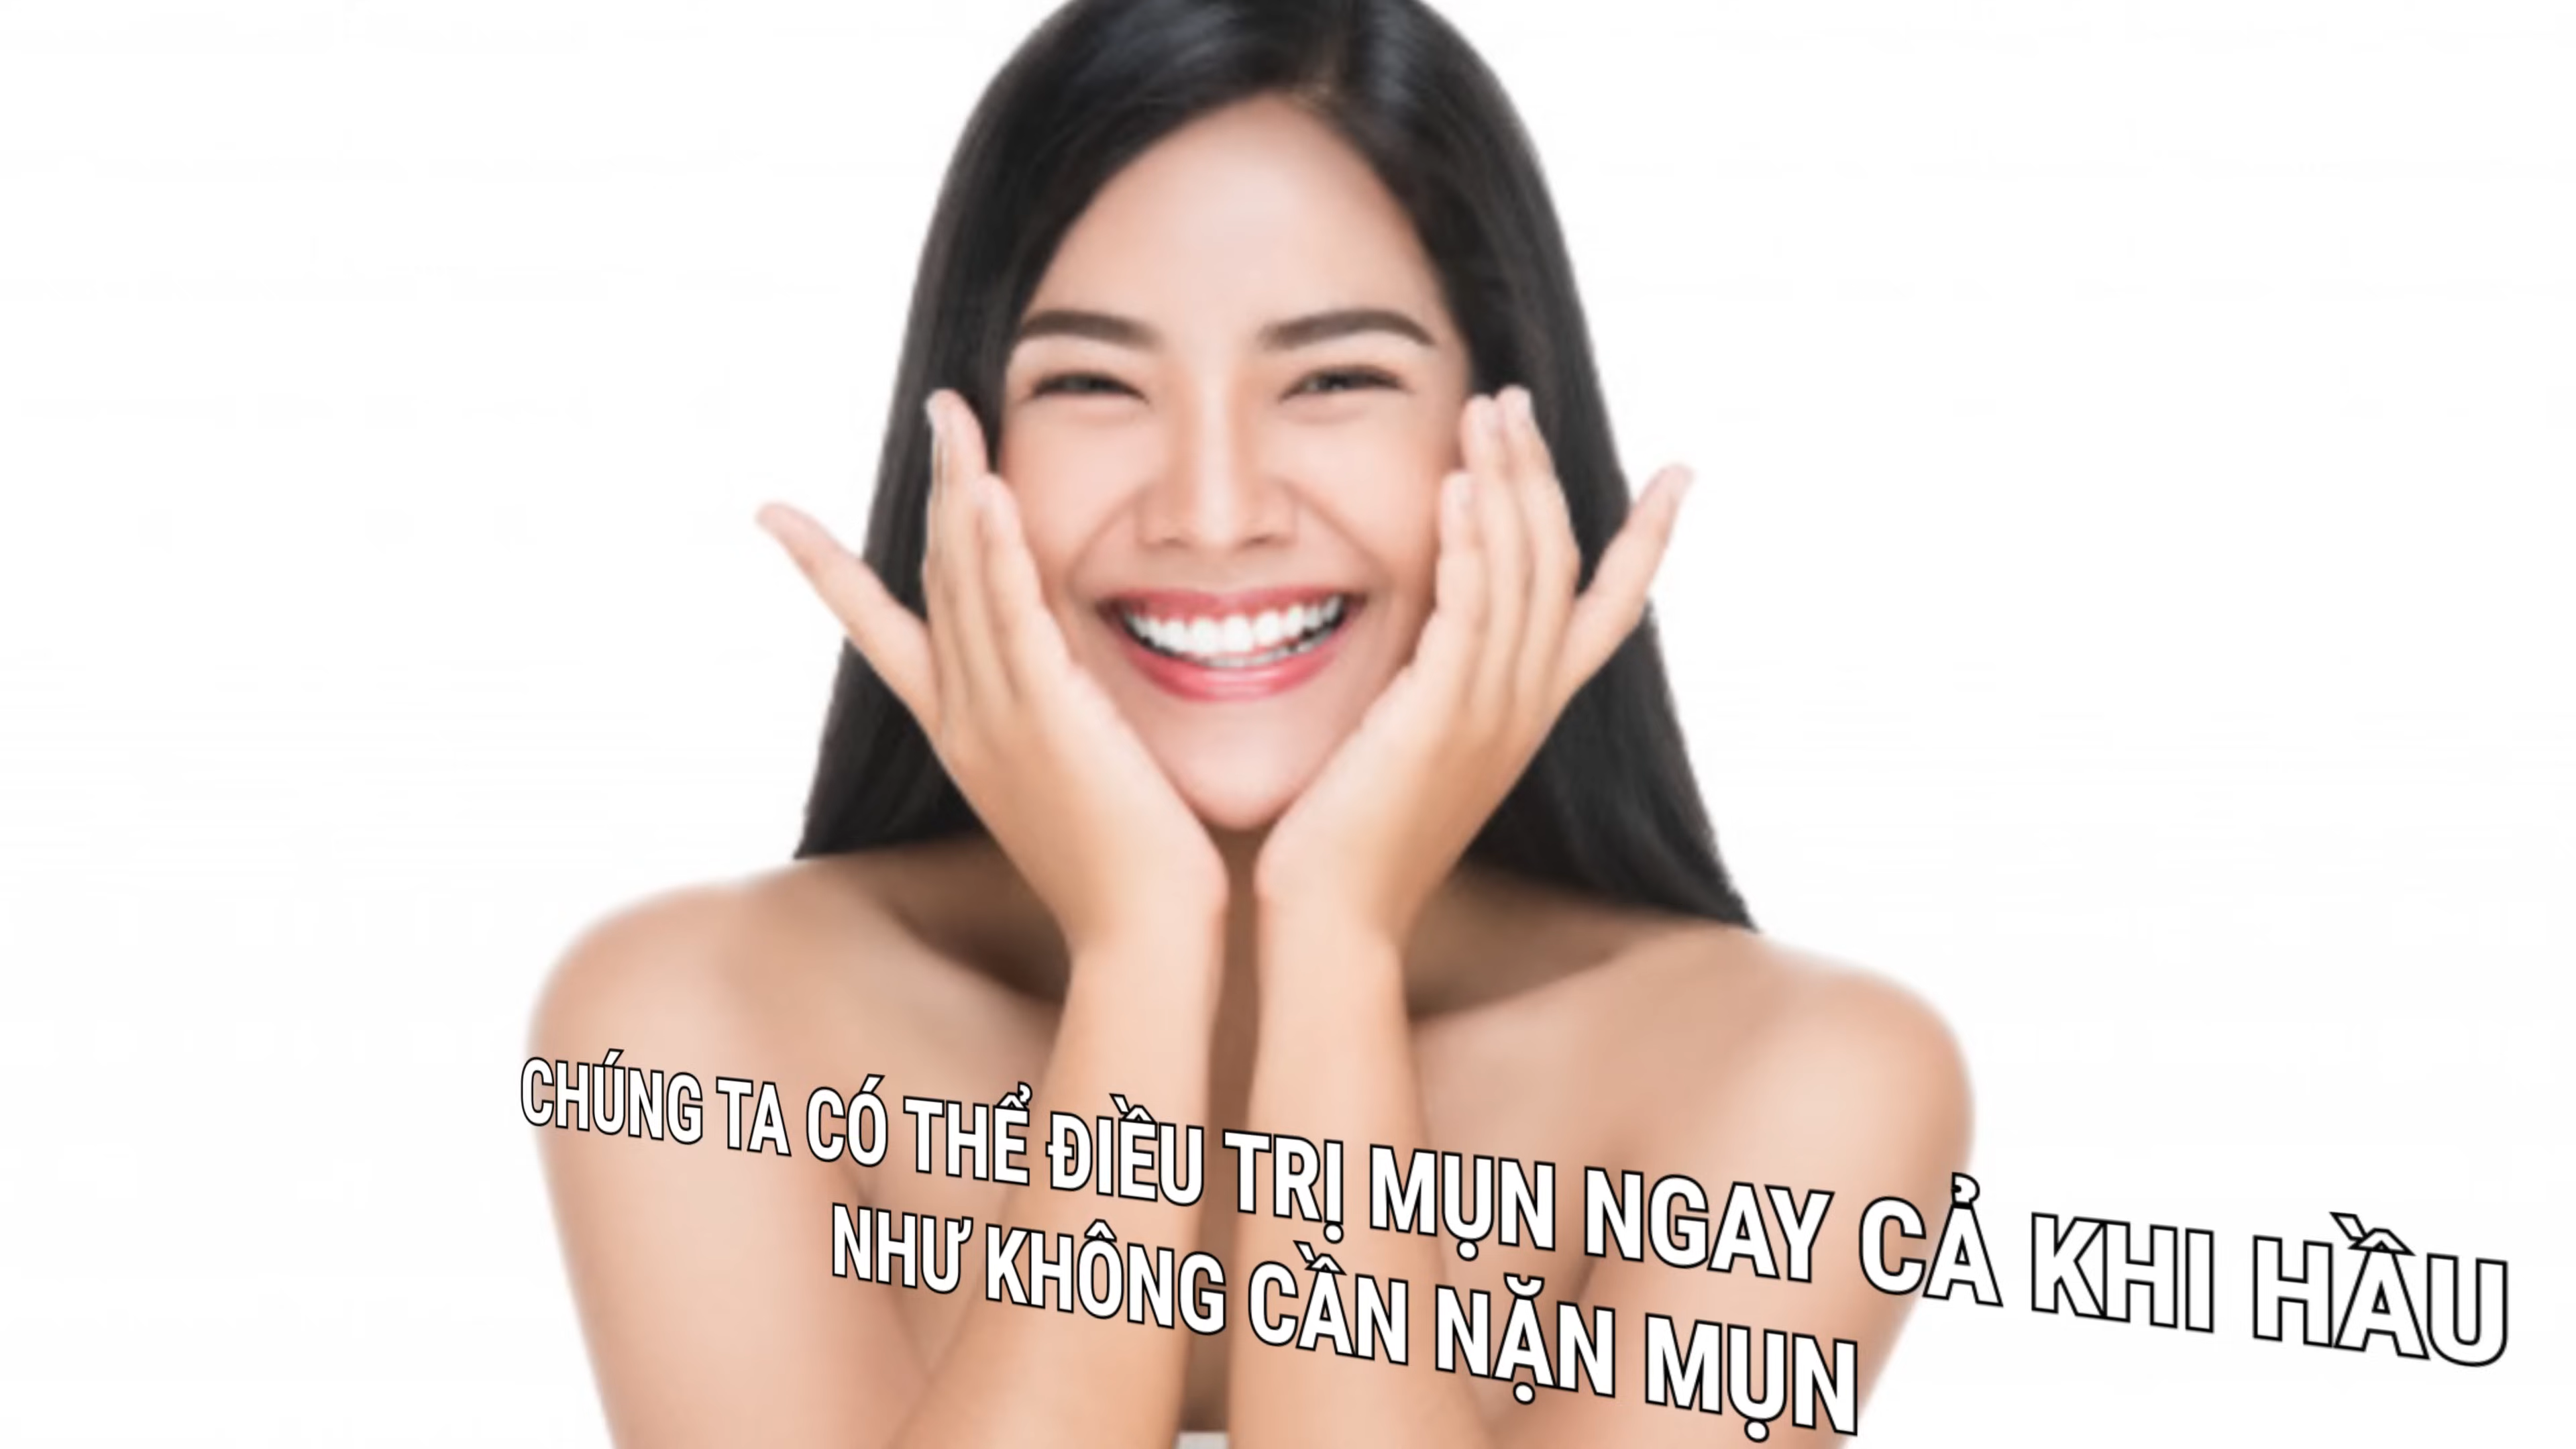 CHÚNG TA CÓ THỂ ĐIỀU TRỊ MỤN NGAY CẢ KHI HẦU
NHƯ KHÔNG CẦN NẶN MỤN